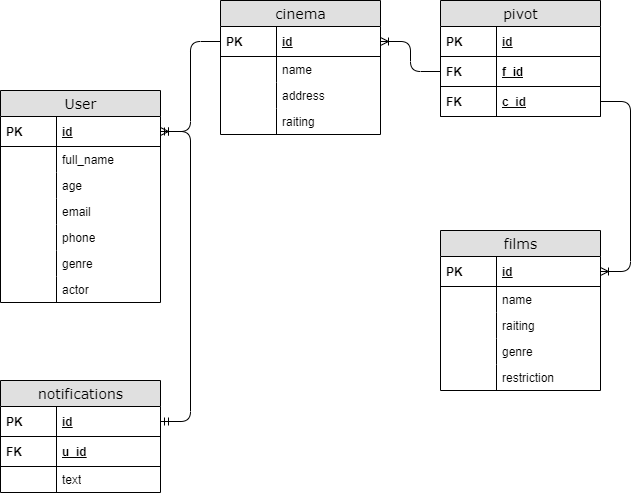 cinema
PK id
name
address
raiting
pivot
PK id
FK f_id
FK c_id
User
PK id
full_name
age
email
phone
genre
actor
films
PK id
name
raiting
genre
restriction
notifications
PK id
FK u_id
text